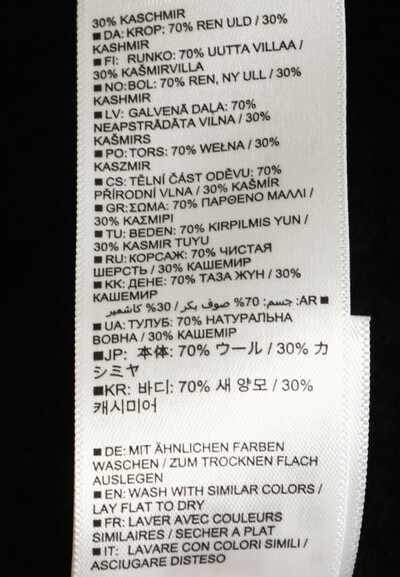 30% KASCHMIR
■ DA: KROP: 70% REN ULD / 30%
KASHMIR
■ FI: RUNKO: 70% UUTTA VILLAA /
30% KAŠMIRVILLA
■ NO:BOL: 70% REN, NY ULL / 30%
KASHMIR
■ LV: GALVENĀ DAĻA: 70%
NEAPSTRĀDĀTA VILNA / 30%
KAŠMIRS
■ PO: TORS: 70% WEŁNA / 30%
KASZMIR
■ CS: TĚLNÍ ČÁST ODĚVU: 70%
PŘÍRODNÍ VLNA / 30% KAŠMÍR
■ GR: ΣΩΜΑ: 70% ΠΑΡΘΕΝΟ ΜΑΛΛΙ /
30% ΚΑΣΜΙΡΙ
■ TU: BEDEN: 70% KIRPILMIS YUN /
30% KASMIR TUYU
■ RU: КОРСАЖ: 70% ЧИСТАЯ
ШЕРСТЬ / 30% КАШЕМИР
■ KK: ДЕНЕ: 70% ТАЗА ЖҮН / 30%
КАШЕМИР
■ AR: جسم: 70% صوف بكر / 30% كاشمير
■ UA: ТУЛУБ: 70% НАТУРАЛЬНА
ВОВНА / 30% КАШЕМІР
■JP: 本体: 70% ウール / 30% カ
シミヤ
■KR: 바디: 70% 새 양모 / 30%
캐시미어
■ DE: MIT ÄHNLICHEN FARBEN
WASCHEN / ZUM TROCKNEN FLACH
AUSLEGEN
■ EN: WASH WITH SIMILAR COLORS /
LAY FLAT TO DRY
■ FR: LAVER AVEC COULEURS
SIMILAIRES / SECHER A PLAT
■ IT: LAVARE CON COLORI SIMILI /
ASCIUGARE DISTESO